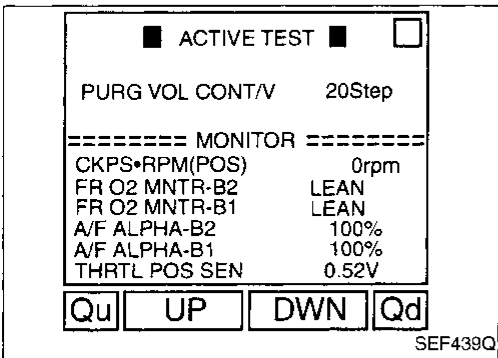 ■ ACTIVE TEST ■
PURG VOL CONT/V 20Step
======== MONITOR ========
CKPS•RPM(POS) 0rpm
FR O2 MNTR-B2 LEAN
FR O2 MNTR-B1 LEAN
A/F ALPHA-B2 100%
A/F ALPHA-B1 100%
THRTL POS SEN 0.52V
Qu UP DWN Qd
SEF439Q